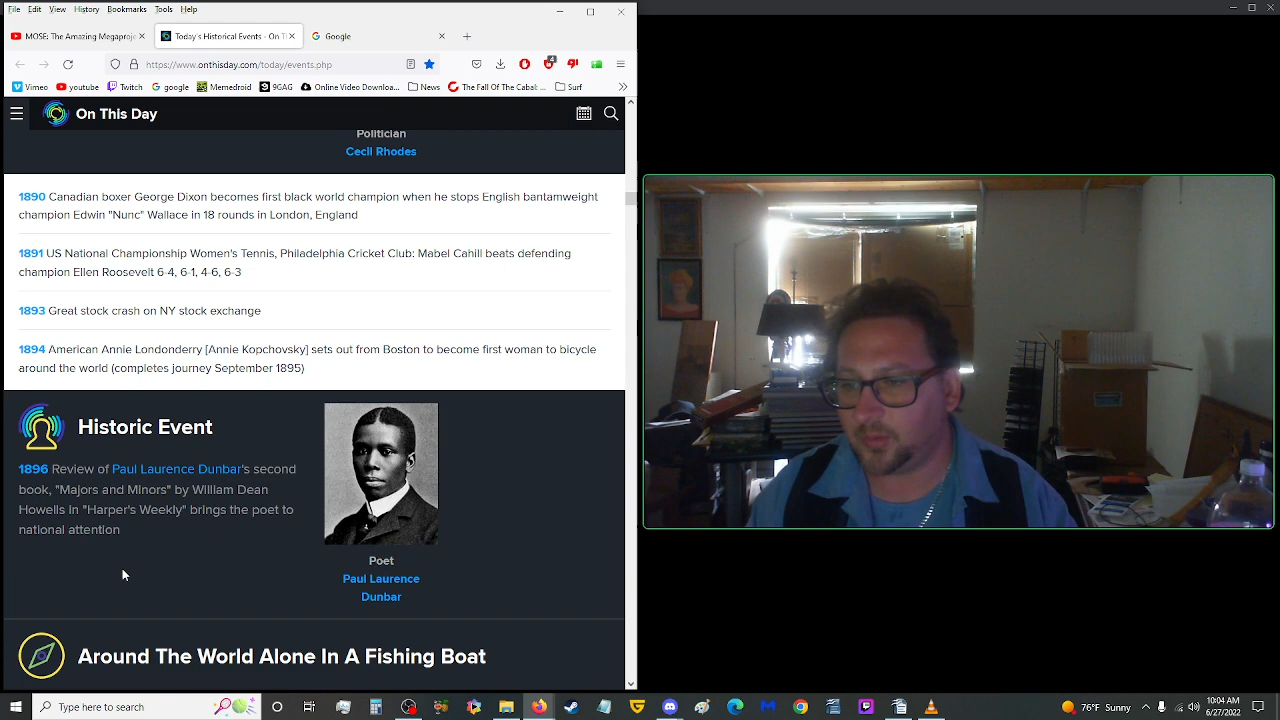 File Edit View History Bookmarks Tools Help
MOSE: The Amazing Megaproje
Today's Historical Events - On T
Google
https://www.onthisday.com/today/events.php
4
Vimeo youtube Twitch google Memedroid 9GAG Online Video Downloa... News The Fall Of The Cabal: ... Surf
On This Day
Politician
Cecil Rhodes
1890 Canadian boxer George Dixon becomes first black world champion when he stops English bantamweight
champion Edwin "Nunc" Wallace in 18 rounds in London, England
1891 US National Championship Women's Tennis, Philadelphia Cricket Club: Mabel Cahill beats defending
champion Ellen Roosevelt 6-4, 6-1, 4-6, 6-3
1893 Great stock crash on NY stock exchange
1894 American Annie Londonderry [Annie Kopchovsky] sets out from Boston to become first woman to bicycle
around the world (completes journey September 1895)
Historic Event
1896 Review of Paul Laurence Dunbar's second
book, "Majors and Minors" by William Dean
Howells in "Harper's Weekly" brings the poet to
national attention
Poet
Paul Laurence
Dunbar
Around The World Alone In A Fishing Boat
Type here to search
76°F Sunny
10:04 AM
6/27/2022